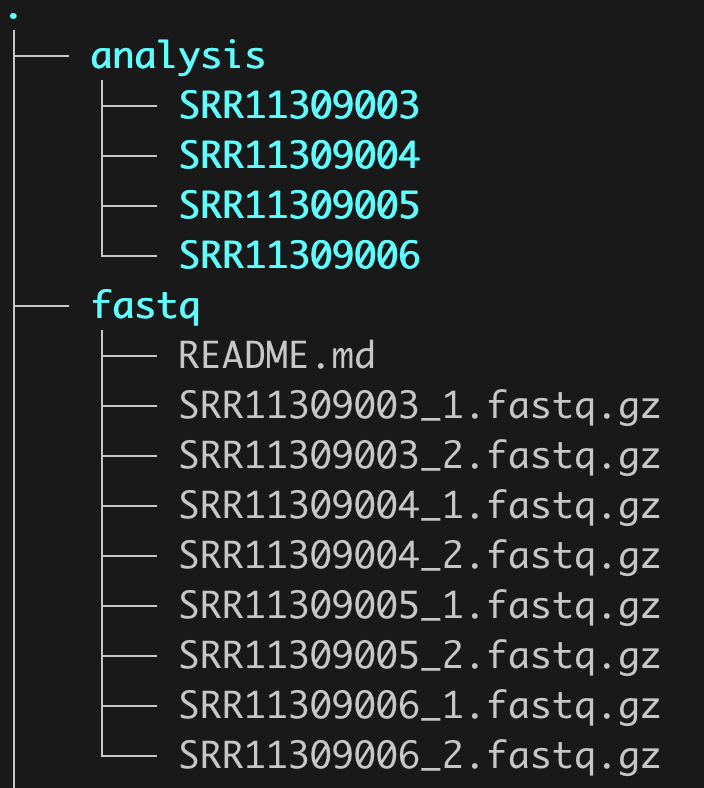 .
analysis
SRR11309003
SRR11309004
SRR11309005
SRR11309006
fastq
README.md
SRR11309003_1.fastq.gz
SRR11309003_2.fastq.gz
SRR11309004_1.fastq.gz
SRR11309004_2.fastq.gz
SRR11309005_1.fastq.gz
SRR11309005_2.fastq.gz
SRR11309006_1.fastq.gz
SRR11309006_2.fastq.gz